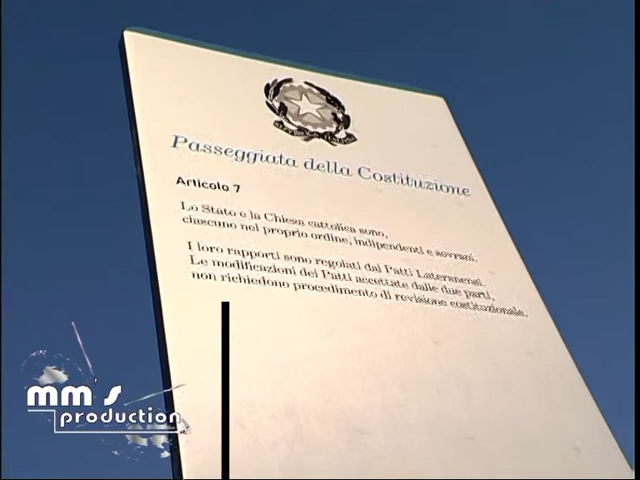 Passeggiata della Costituzione
Articolo 7
Lo Stato e la Chiesa cattolica sono,
ciascuno nel proprio ordine, indipendenti e sovrani.
I loro rapporti sono regolati dai Patti Lateranensi.
Le modificazioni dei Patti accettate dalle due parti,
non richiedono procedimento di revisione costituzionale.
mm's
production